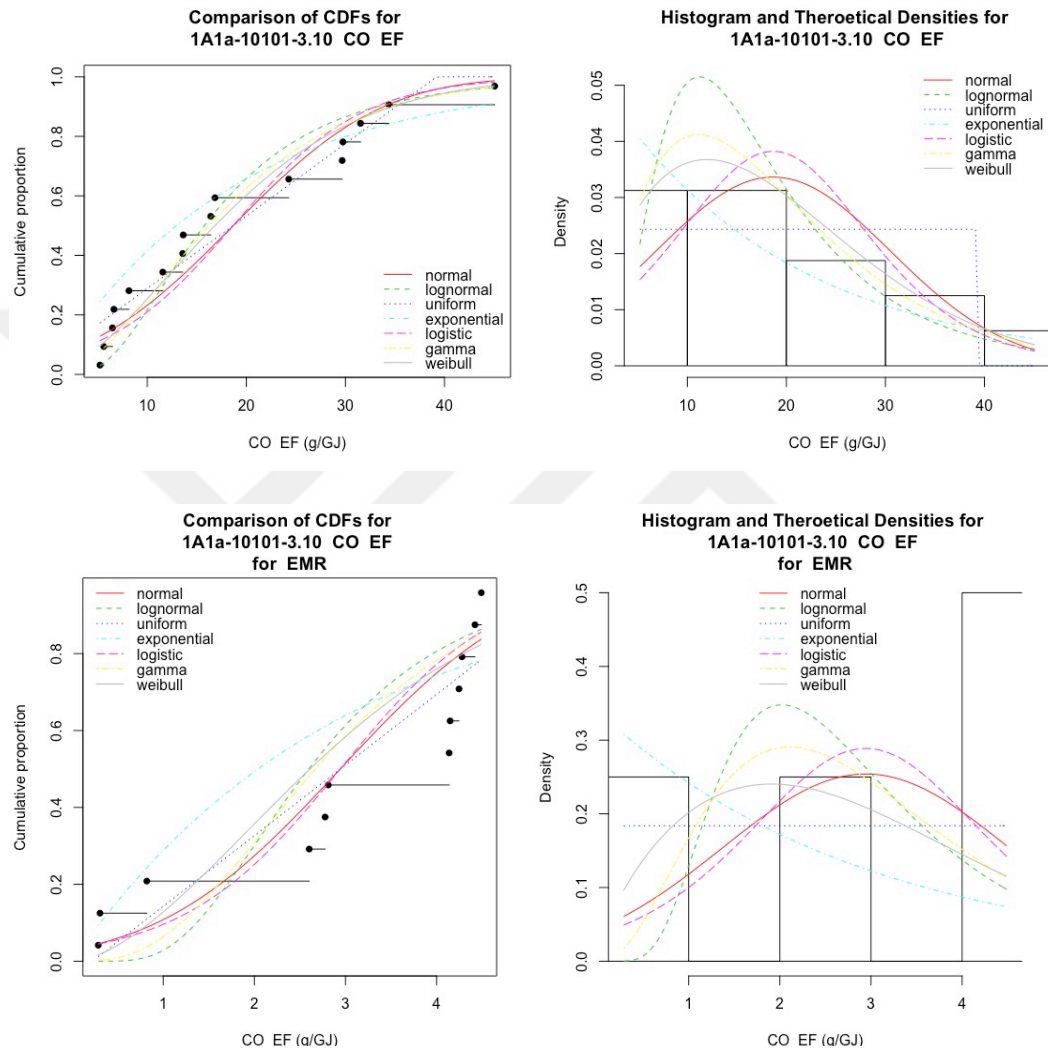 Comparison of CDFs for
1A1a-10101-3.10 CO EF
Cumulative proportion
1.0
0.8
0.6
0.4
0.2
0.0
normal
lognormal
uniform
exponential
logistic
gamma
weibull
10 20 30 40
CO EF (g/GJ)
Histogram and Theroetical Densities for
1A1a-10101-3.10 CO EF
Density
0.05
0.04
0.03
0.02
0.01
0.00
normal
lognormal
uniform
exponential
logistic
gamma
weibull
10 20 30 40
CO EF (g/GJ)
Comparison of CDFs for
1A1a-10101-3.10 CO EF
for EMR
Cumulative proportion
0.8
0.6
0.4
0.2
0.0
normal
lognormal
uniform
exponential
logistic
gamma
weibull
1 2 3 4
CO EF (g/GJ)
Histogram and Theroetical Densities for
1A1a-10101-3.10 CO EF
for EMR
Density
0.5
0.4
0.3
0.2
0.1
0.0
normal
lognormal
uniform
exponential
logistic
gamma
weibull
1 2 3 4
CO EF (g/GJ)